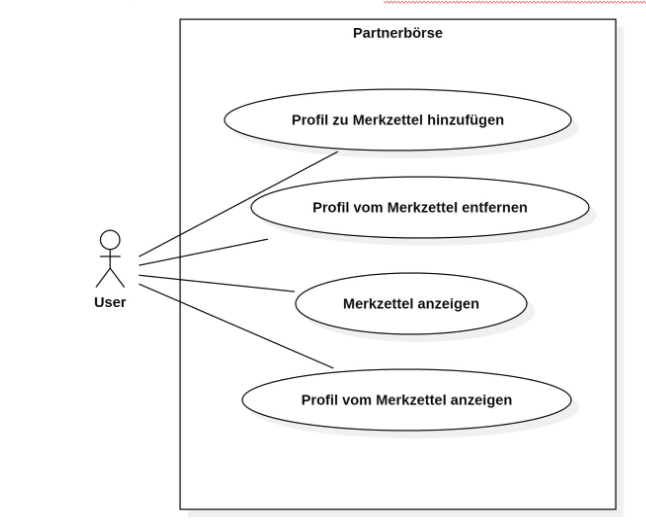 Partnerbörse
Profil zu Merkzettel hinzufügen
Profil vom Merkzettel entfernen
Merkzettel anzeigen
User
Profil vom Merkzettel anzeigen